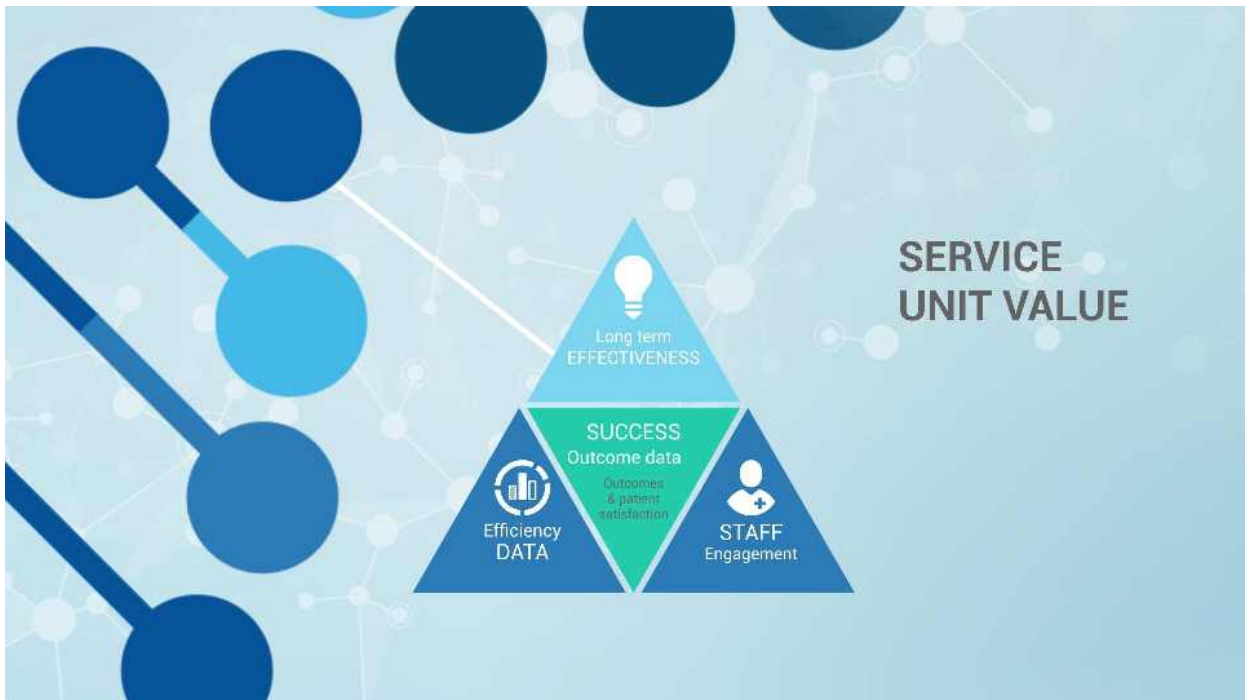 SERVICE
UNIT VALUE
Long term
EFFECTIVENESS
SUCCESS
Outcome data
Outcomes
& patient
satisfaction
Efficiency
DATA
STAFF
Engagement